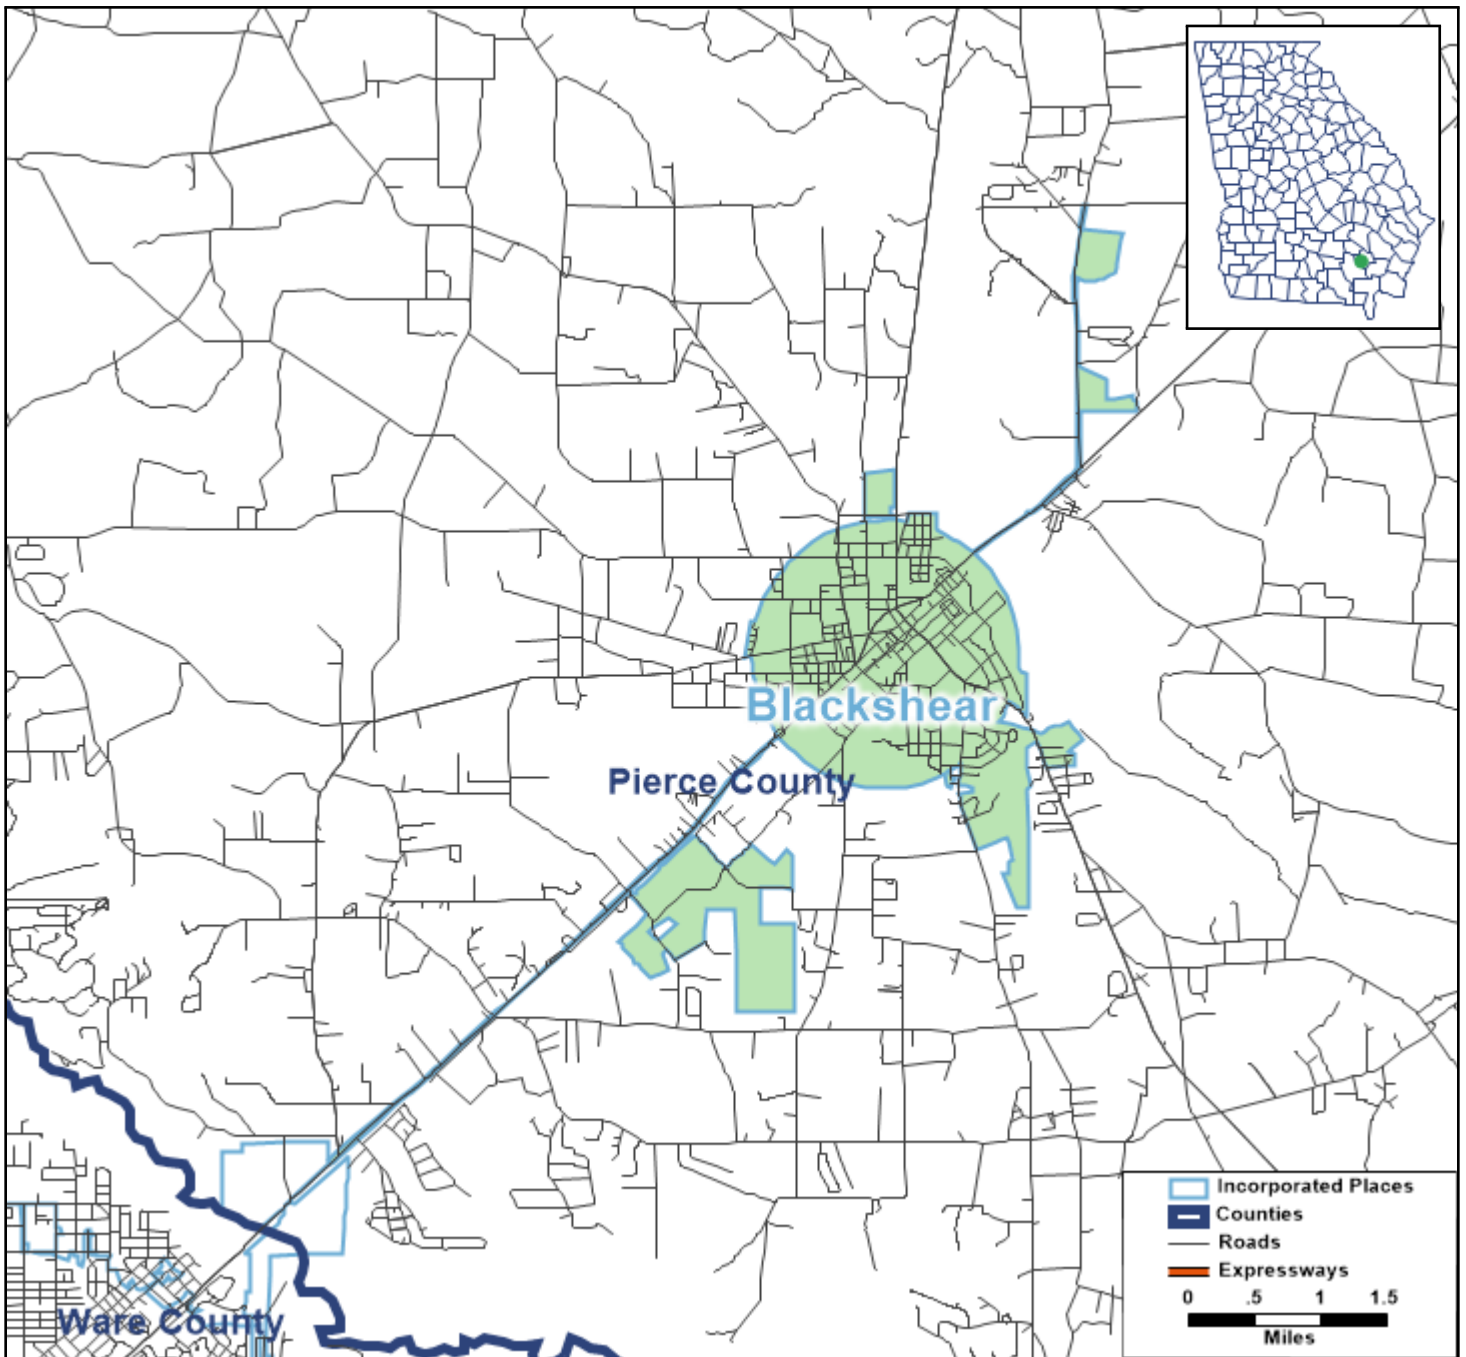 Blackshear
Pierce County
Ware County
Incorporated Places
Counties
Roads
Expressways
0 .5 1 1.5
Miles